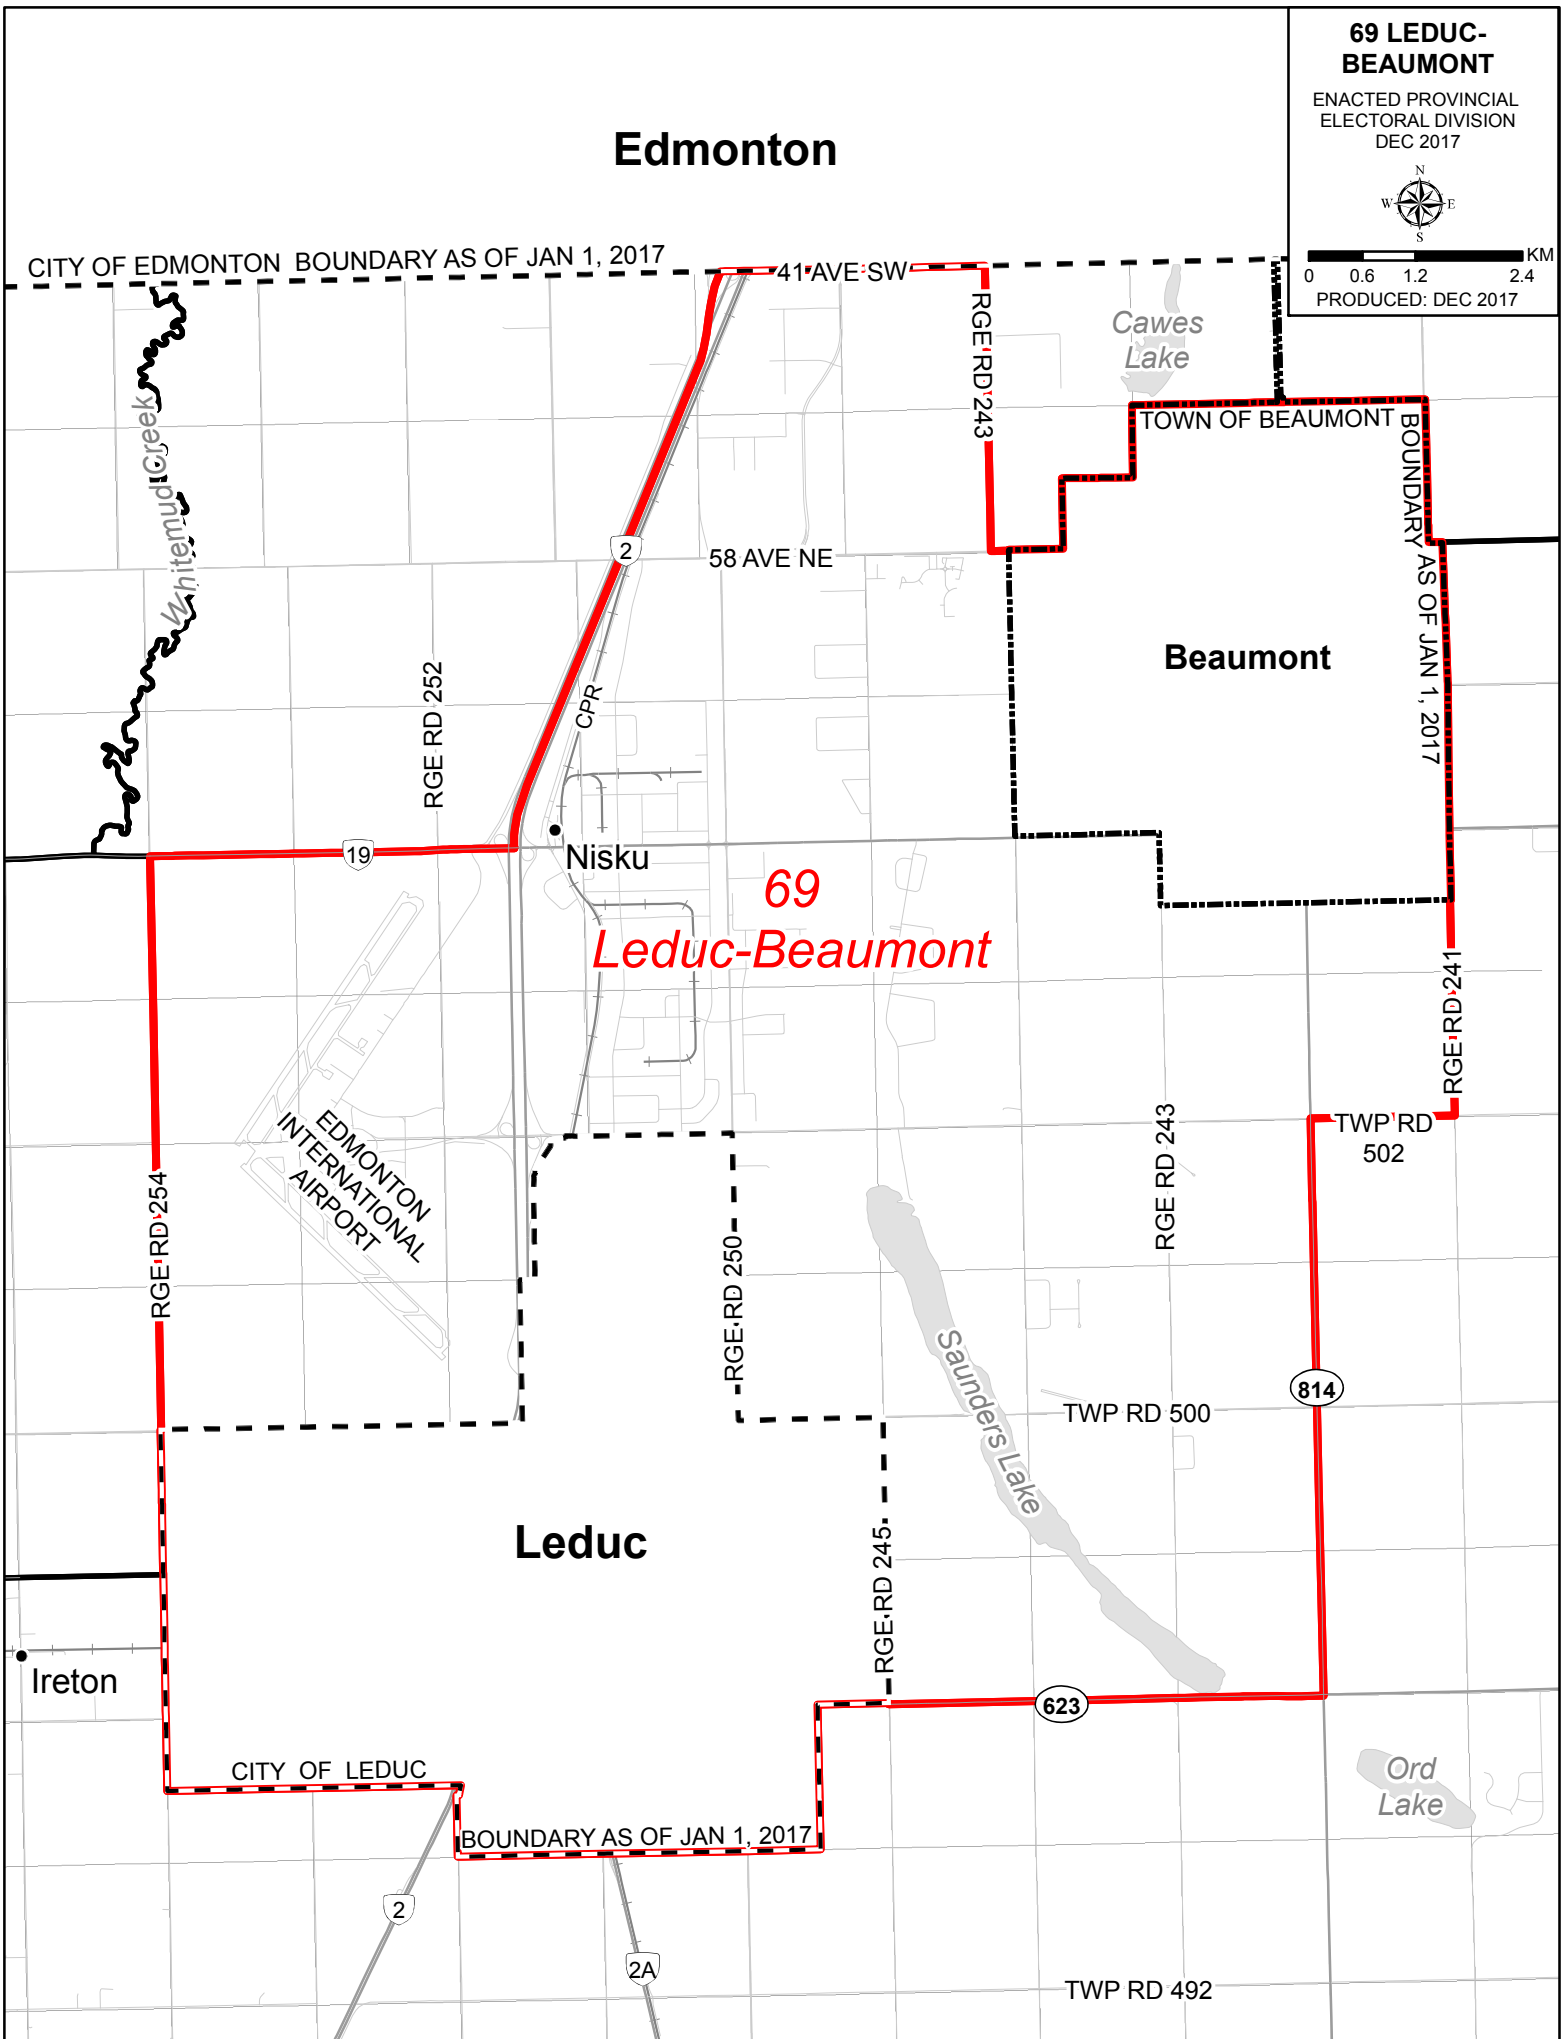 69 LEDUC-
BEAUMONT
ENACTED PROVINCIAL
ELECTORAL DIVISION
DEC 2017
N
W E
S
KM
0 0.6 1.2 2.4
PRODUCED: DEC 2017
Edmonton
CITY OF EDMONTON BOUNDARY AS OF JAN 1, 2017
41 AVE SW
RGE RD 243
Cawes
Lake
TOWN OF BEAUMONT
BOUNDARY AS OF JAN 1, 2017
Whitemud Creek
2
58 AVE NE
Beaumont
RGE RD 252
CPR
19
Nisku
69
Leduc-Beaumont
RGE RD 241
EDMONTON
INTERNATIONAL
AIRPORT
RGE RD 254
RGE RD 250
RGE RD 243
TWP RD
502
Saunders Lake
814
TWP RD 500
Leduc
RGE RD 245
Ireton
623
CITY OF LEDUC
BOUNDARY AS OF JAN 1, 2017
Ord
Lake
2
2A
TWP RD 492